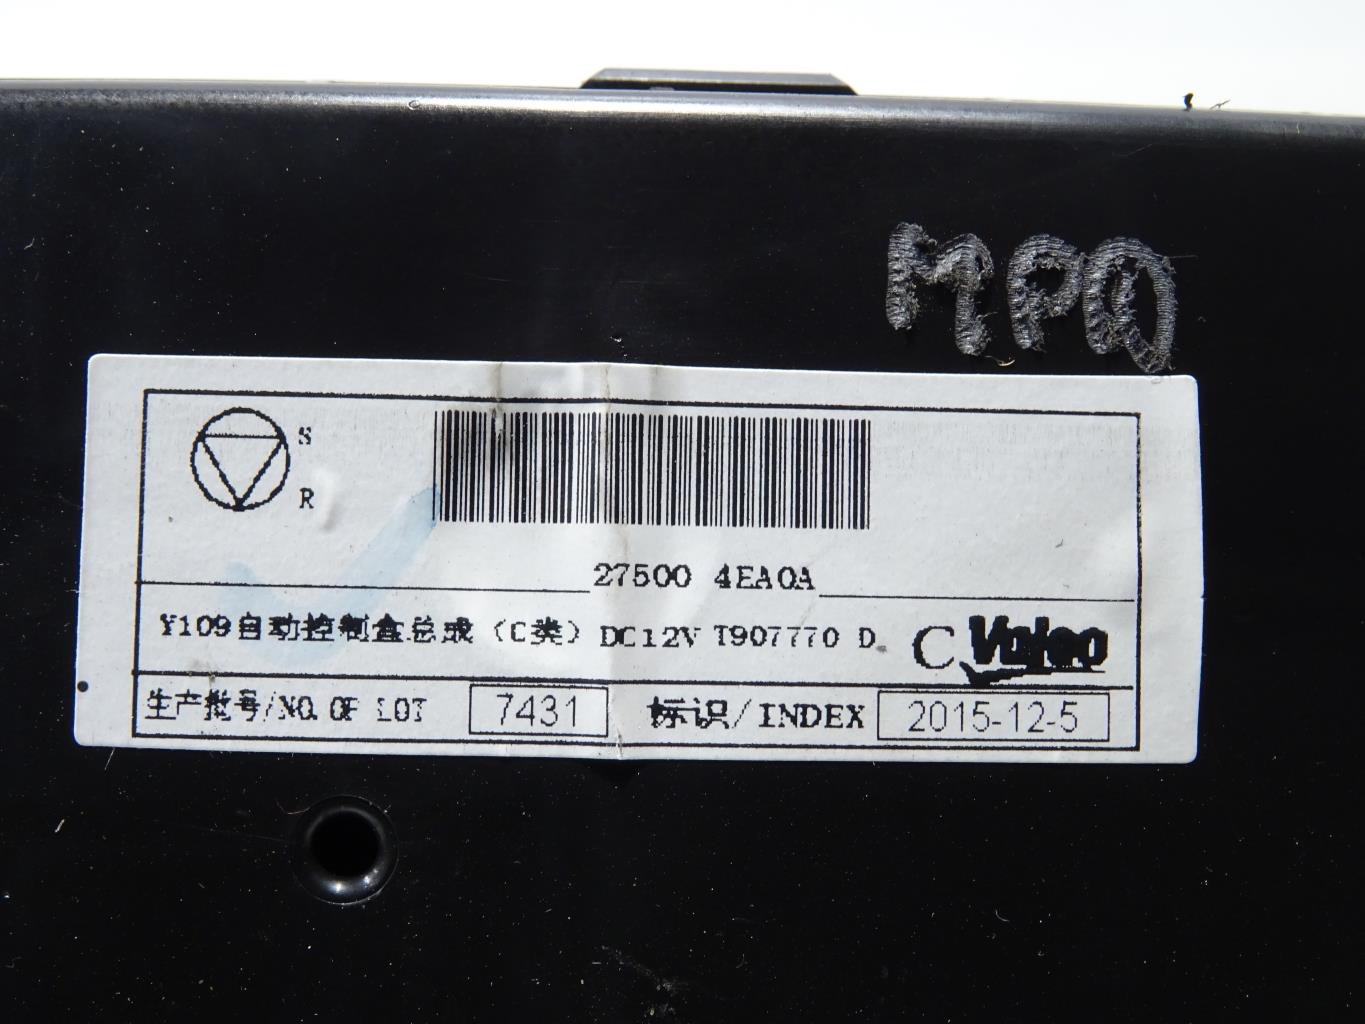 MPQ
S
R
27500 4EA0A
Y109自动控制盒总成（C类）DC12V T907770 D
C Valeo
生产批号/NO. OF LOT 7431 标识/INDEX 2015-12-5